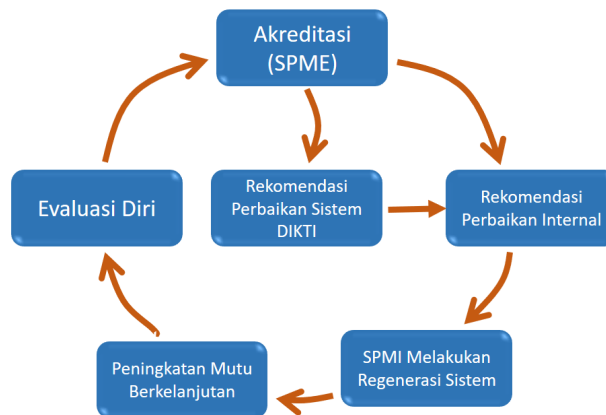 Akreditasi
(SPME)
Evaluasi Diri
Rekomendasi
Perbaikan Sistem
DIKTI
Rekomendasi
Perbaikan Internal
Peningkatan Mutu
Berkelanjutan
SPMI Melakukan
Regenerasi Sistem